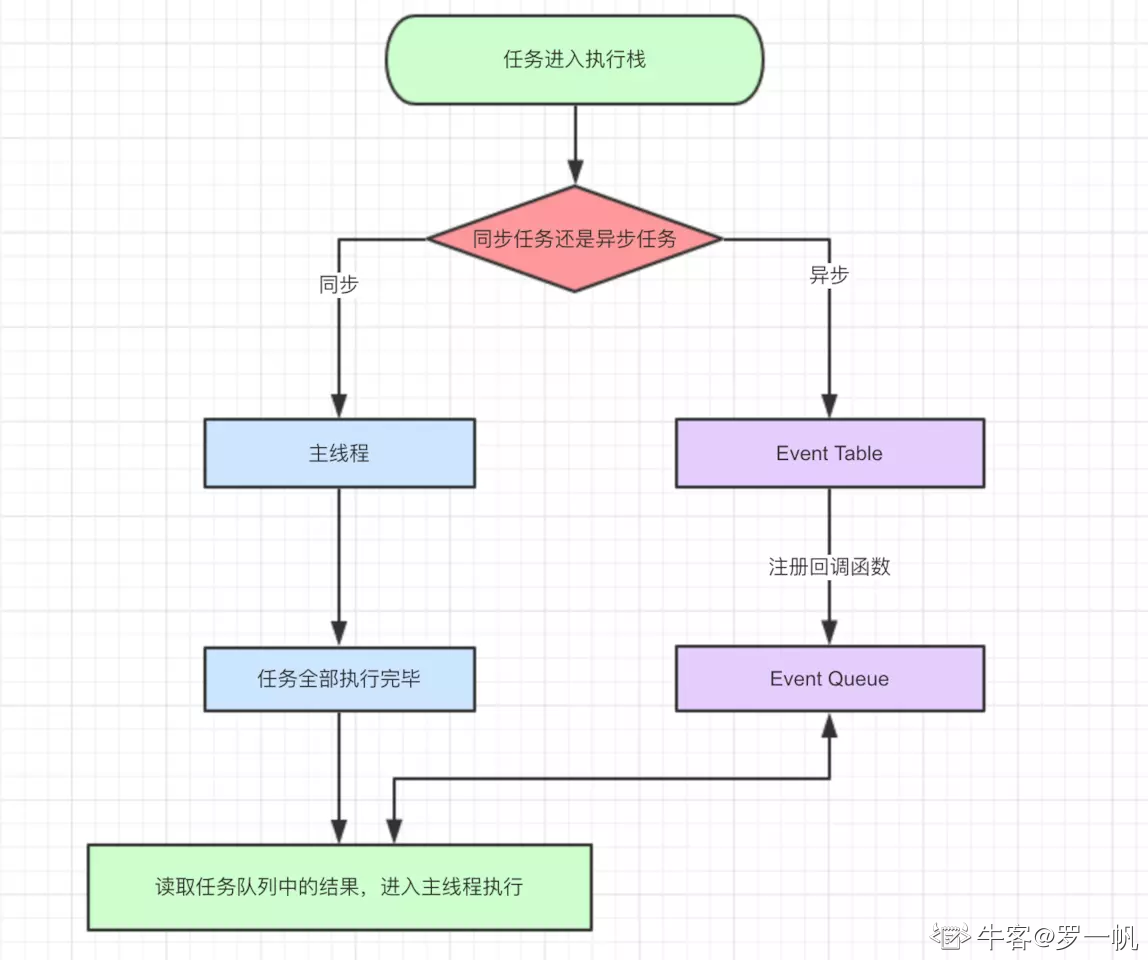 任务进入执行栈
同步任务还是异步任务
同步
异步
主线程
Event Table
注册回调函数
任务全部执行完毕
Event Queue
读取任务队列中的结果，进入主线程执行
牛客@罗一帆